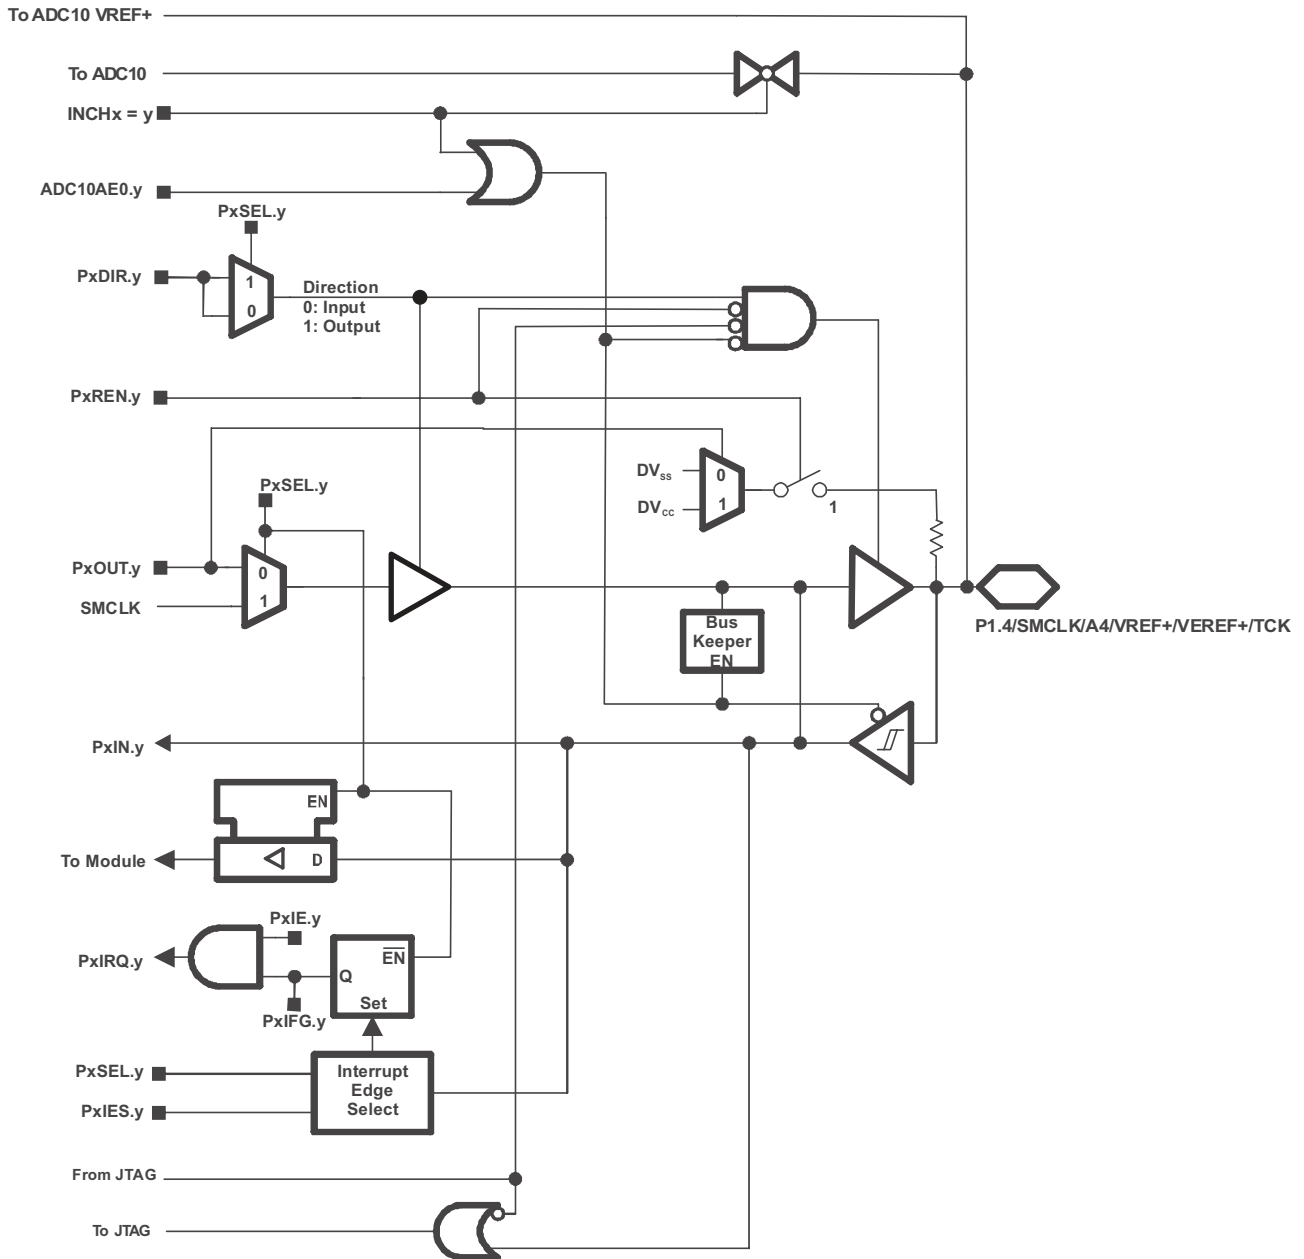 To ADC10 VREF+
To ADC10
INCHx = y
ADC10AE0.y
PxSEL.y
PxDIR.y
1
0
Direction
0: Input
1: Output
PxREN.y
DVss
0
DVcc
1
1
PxSEL.y
PxOUT.y
0
SMCLK
1
Bus
Keeper
EN
P1.4/SMCLK/A4/VREF+/VEREF+/TCK
PxIN.y
EN
To Module
D
PxIE.y
PxIRQ.y
EN
Q
Set
PxIFG.y
PxSEL.y
PxIES.y
Interrupt
Edge
Select
From JTAG
To JTAG